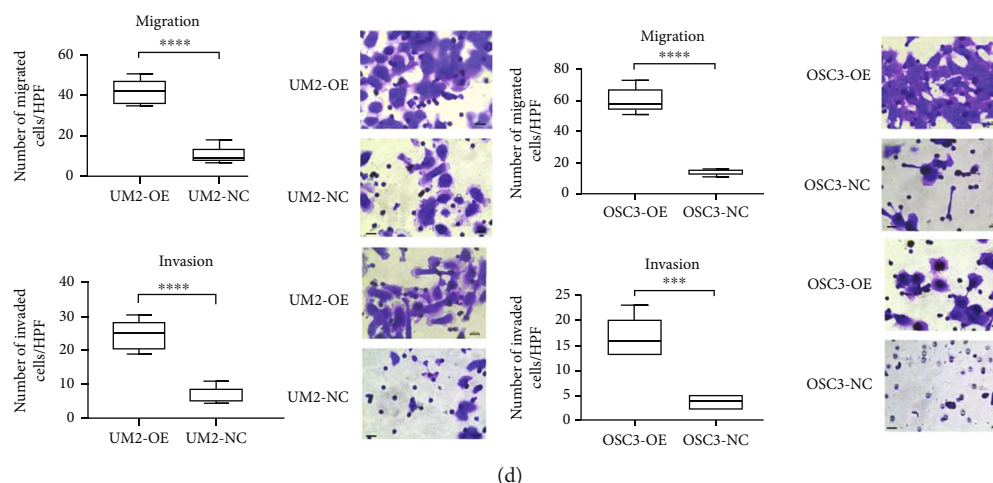 Migration
Number of migrated
cells/HPF
60
40
20
0
****
UM2-OE
UM2-NC
UM2-OE
UM2-NC
Migration
Number of migrated
cells/HPF
80
60
40
20
0
****
OSC3-OE
OSC3-NC
OSC3-OE
OSC3-NC
Invasion
Number of invaded
cells/HPF
40
30
20
10
0
****
UM2-OE
UM2-NC
UM2-OE
UM2-NC
Invasion
Number of invaded
cells/HPF
25
20
15
10
5
0
***
OSC3-OE
OSC3-NC
OSC3-OE
OSC3-NC
(d)